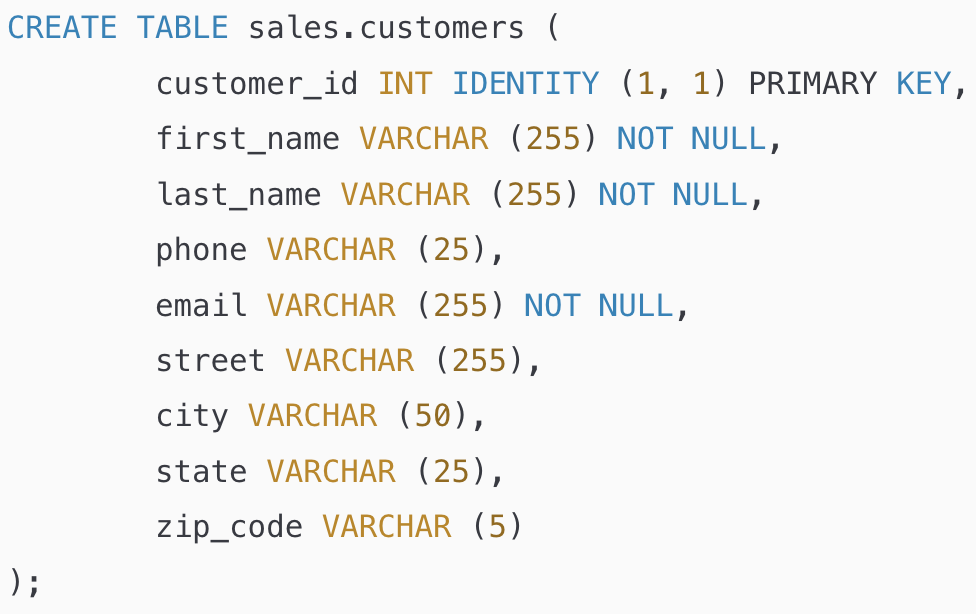 CREATE TABLE sales.customers (
customer_id INT IDENTITY (1, 1) PRIMARY KEY,
first_name VARCHAR (255) NOT NULL,
last_name VARCHAR (255) NOT NULL,
phone VARCHAR (25),
email VARCHAR (255) NOT NULL,
street VARCHAR (255),
city VARCHAR (50),
state VARCHAR (25),
zip_code VARCHAR (5)
);